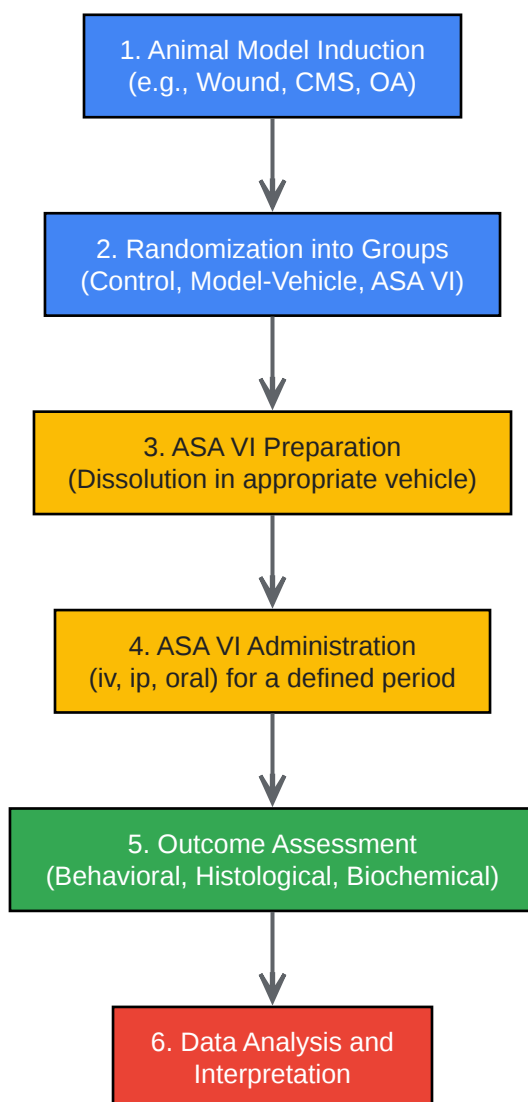 1. Animal Model Induction
(e.g., Wound, CMS, OA)
2. Randomization into Groups
(Control, Model-Vehicle, ASA VI)
3. ASA VI Preparation
(Dissolution in appropriate vehicle)
4. ASA VI Administration
(iv, ip, oral) for a defined period
5. Outcome Assessment
(Behavioral, Histological, Biochemical)
6. Data Analysis and
Interpretation